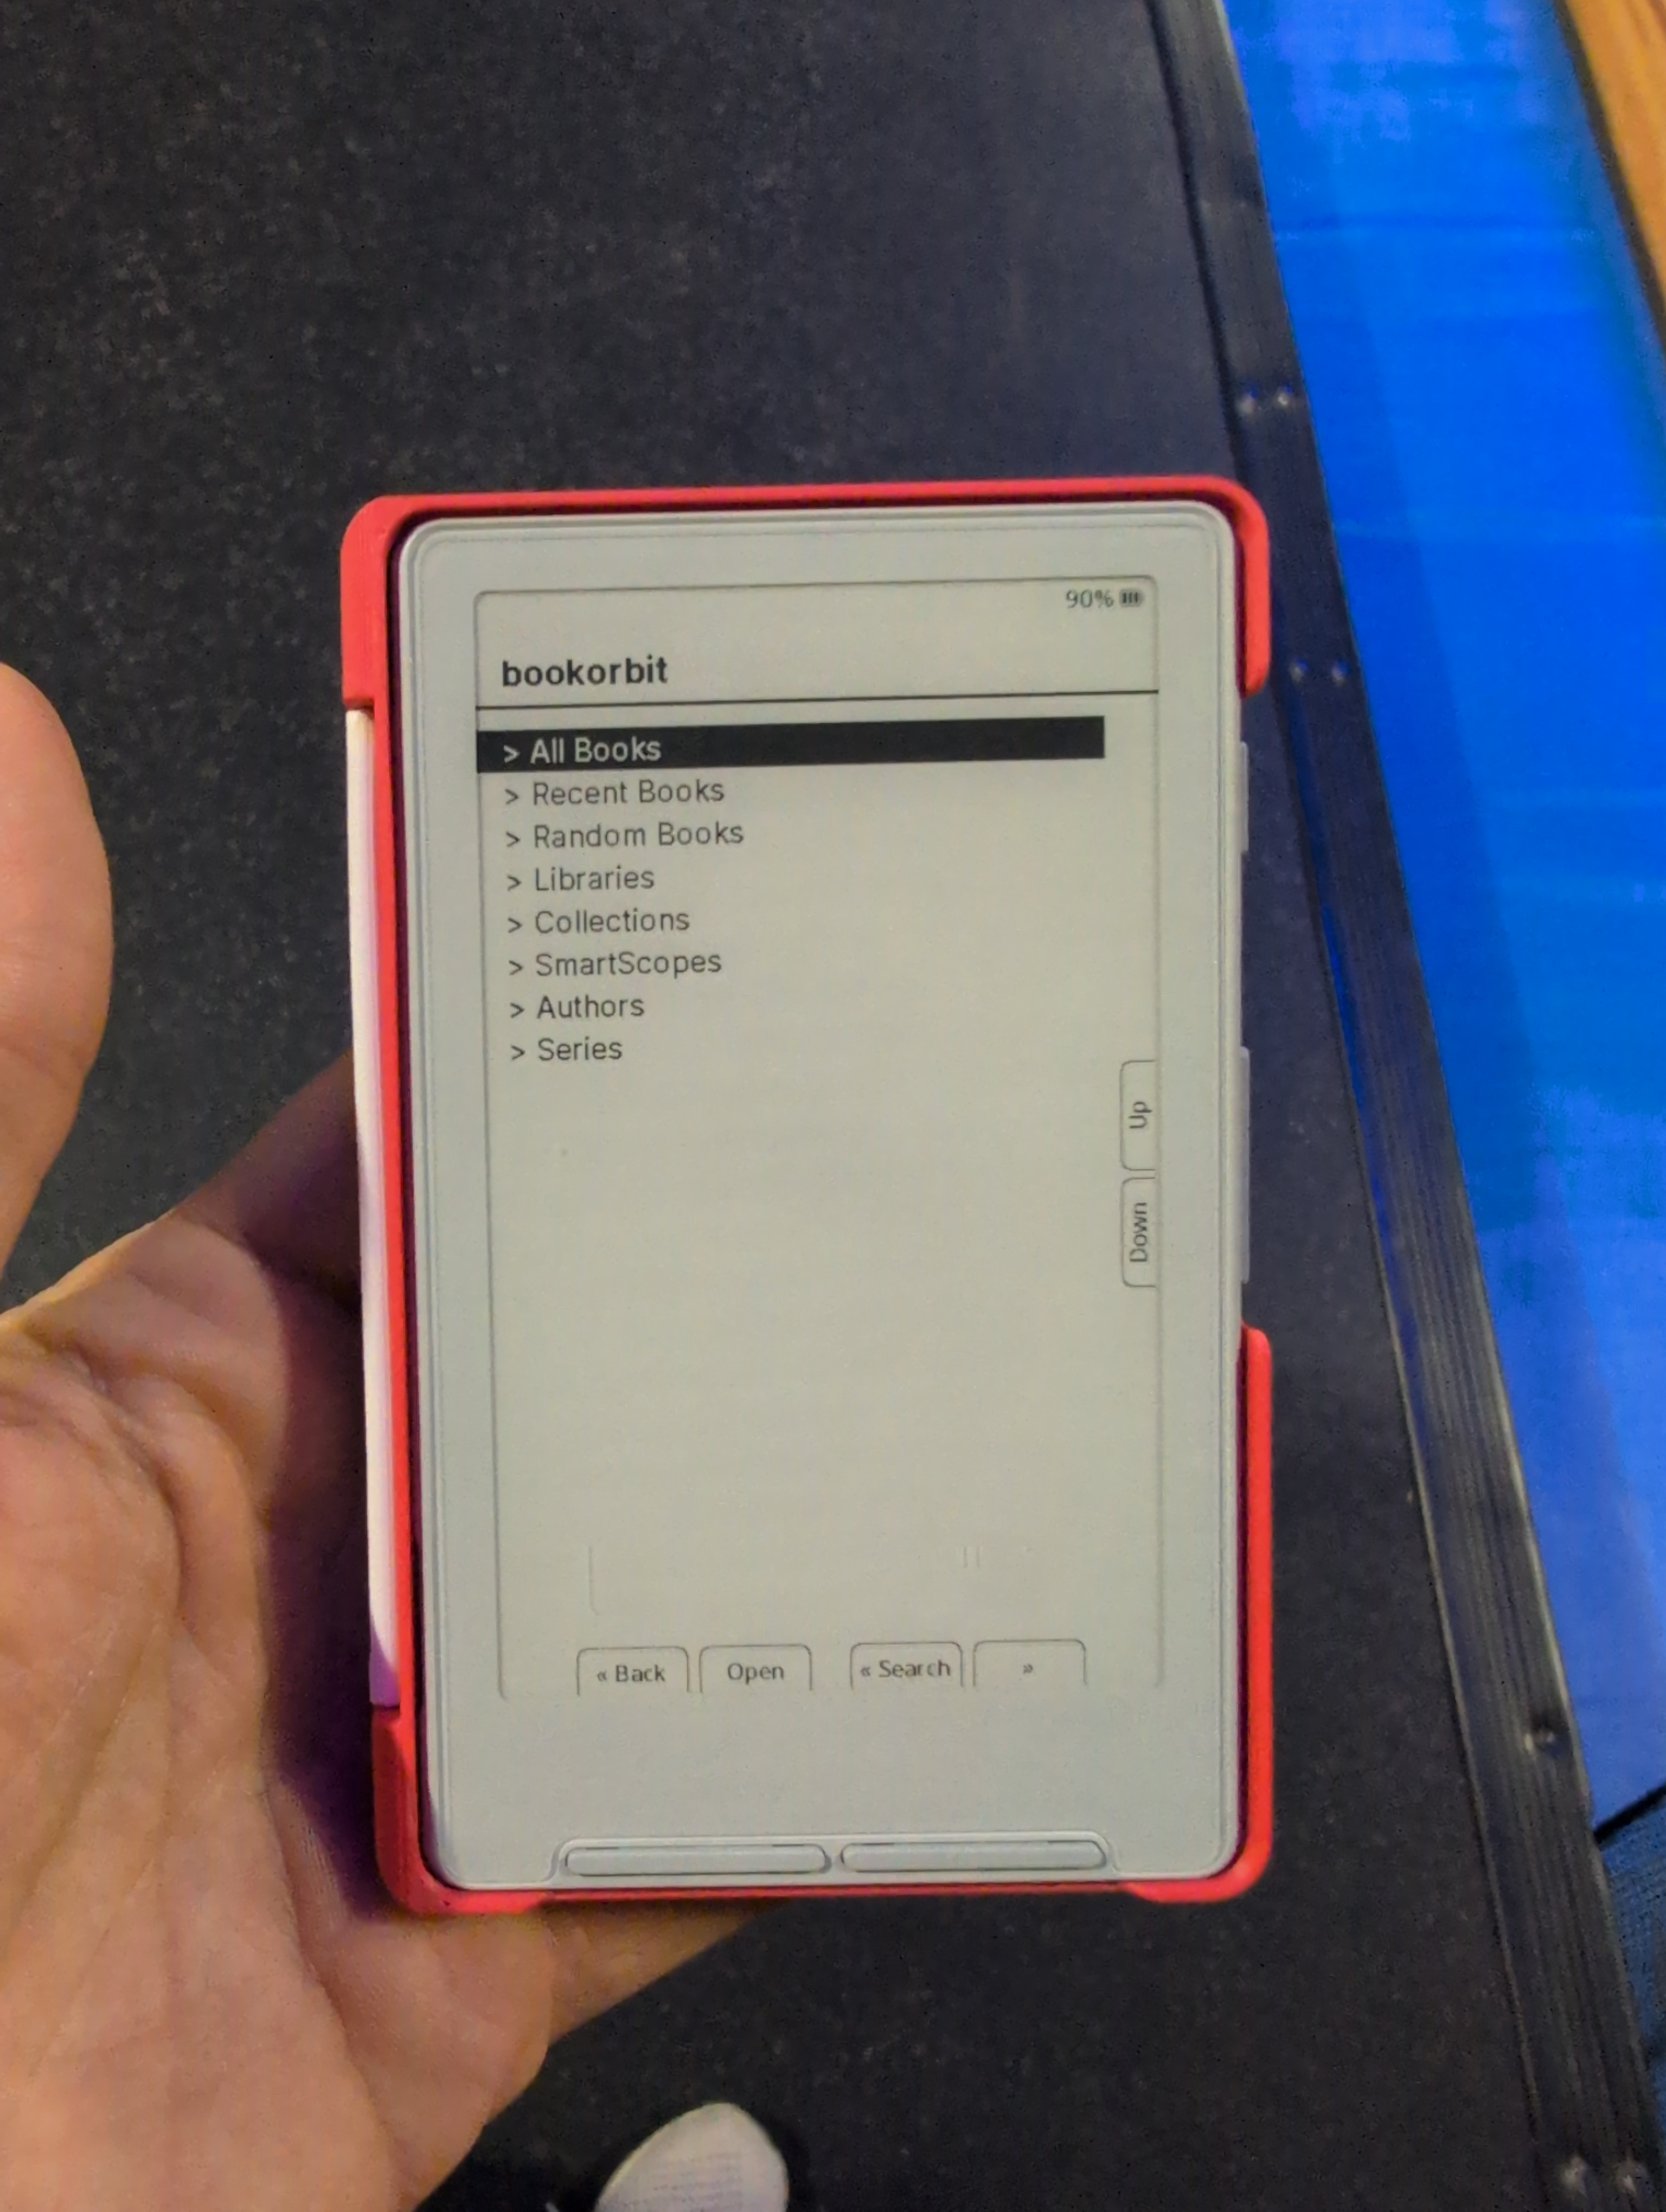 90%
bookorbit
> All Books
> Recent Books
> Random Books
> Libraries
> Collections
> SmartScopes
> Authors
> Series
Up
Down
« Back
Open
« Search
»